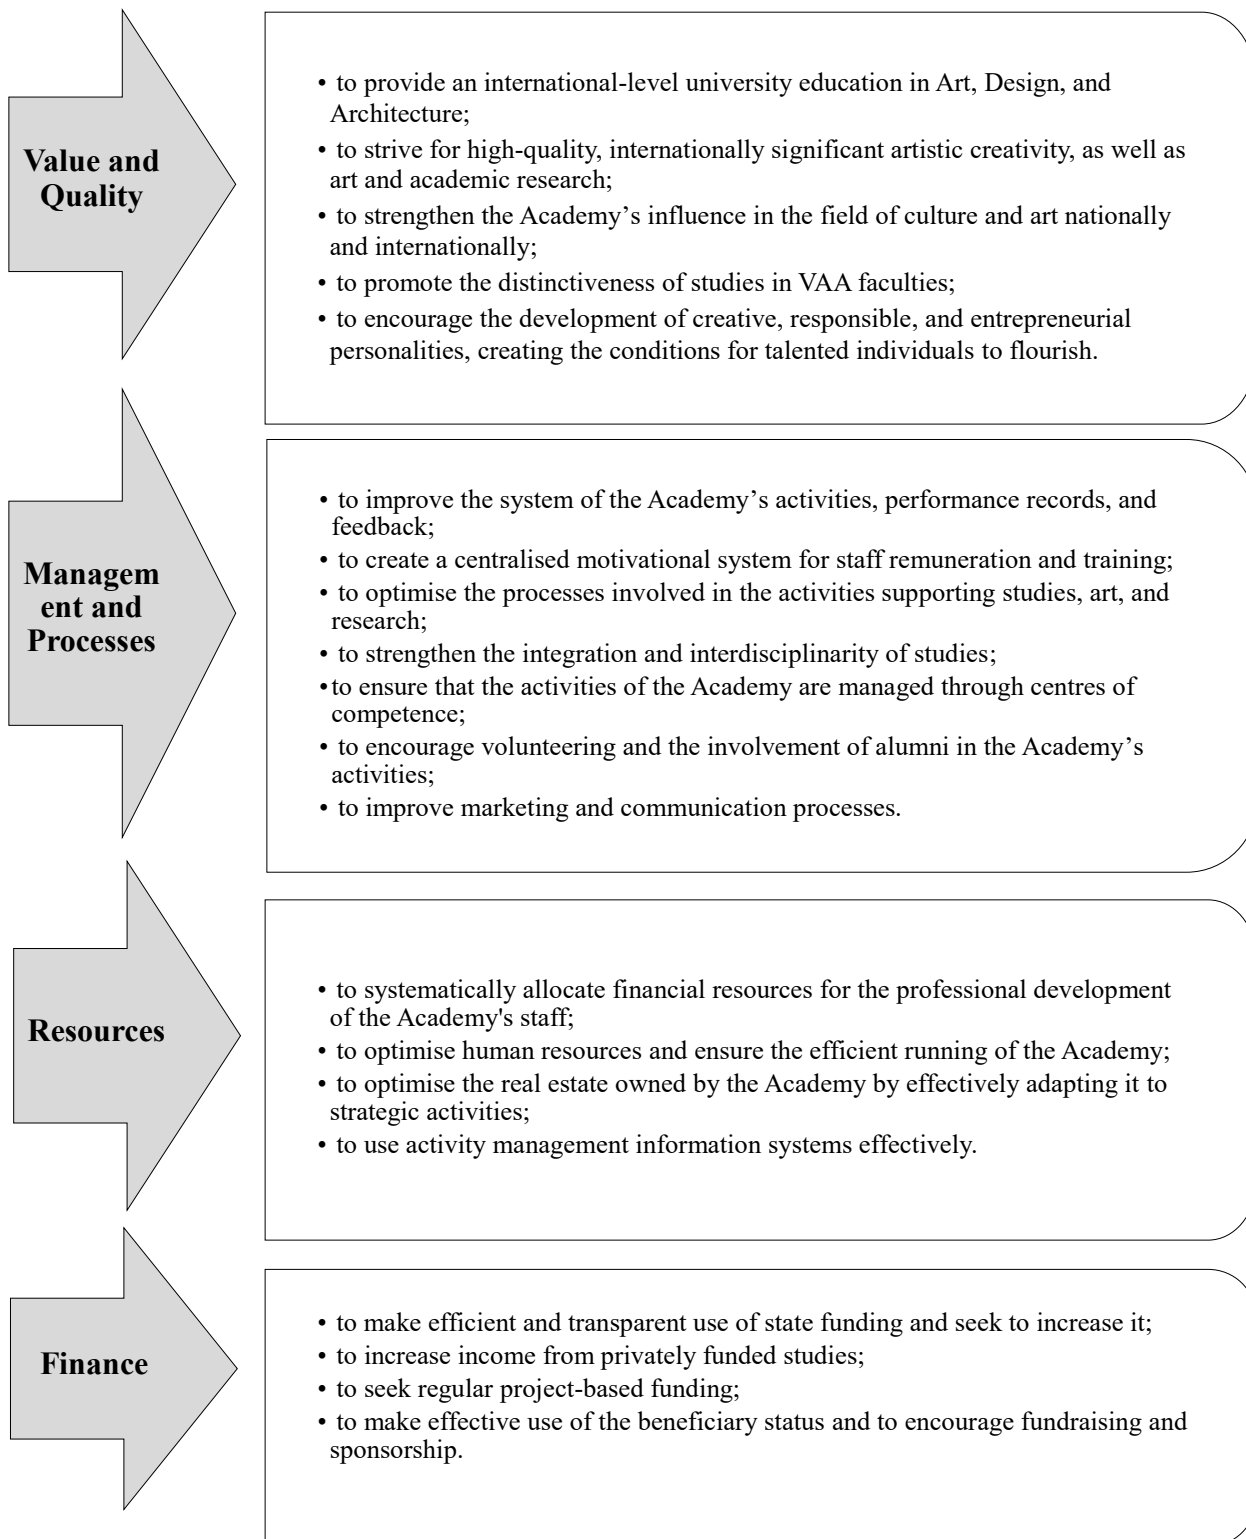 Value and
Quality
• to provide an international-level university education in Art, Design, and
Architecture;
• to strive for high-quality, internationally significant artistic creativity, as well as
art and academic research;
• to strengthen the Academy’s influence in the field of culture and art nationally
and internationally;
• to promote the distinctiveness of studies in VAA faculties;
• to encourage the development of creative, responsible, and entrepreneurial
personalities, creating the conditions for talented individuals to flourish.
Managem
ent and
Processes
• to improve the system of the Academy’s activities, performance records, and
feedback;
• to create a centralised motivational system for staff remuneration and training;
• to optimise the processes involved in the activities supporting studies, art, and
research;
• to strengthen the integration and interdisciplinarity of studies;
• to ensure that the activities of the Academy are managed through centres of
competence;
• to encourage volunteering and the involvement of alumni in the Academy’s
activities;
• to improve marketing and communication processes.
Resources
• to systematically allocate financial resources for the professional development
of the Academy's staff;
• to optimise human resources and ensure the efficient running of the Academy;
• to optimise the real estate owned by the Academy by effectively adapting it to
strategic activities;
• to use activity management information systems effectively.
Finance
• to make efficient and transparent use of state funding and seek to increase it;
• to increase income from privately funded studies;
• to seek regular project-based funding;
• to make effective use of the beneficiary status and to encourage fundraising and
sponsorship.